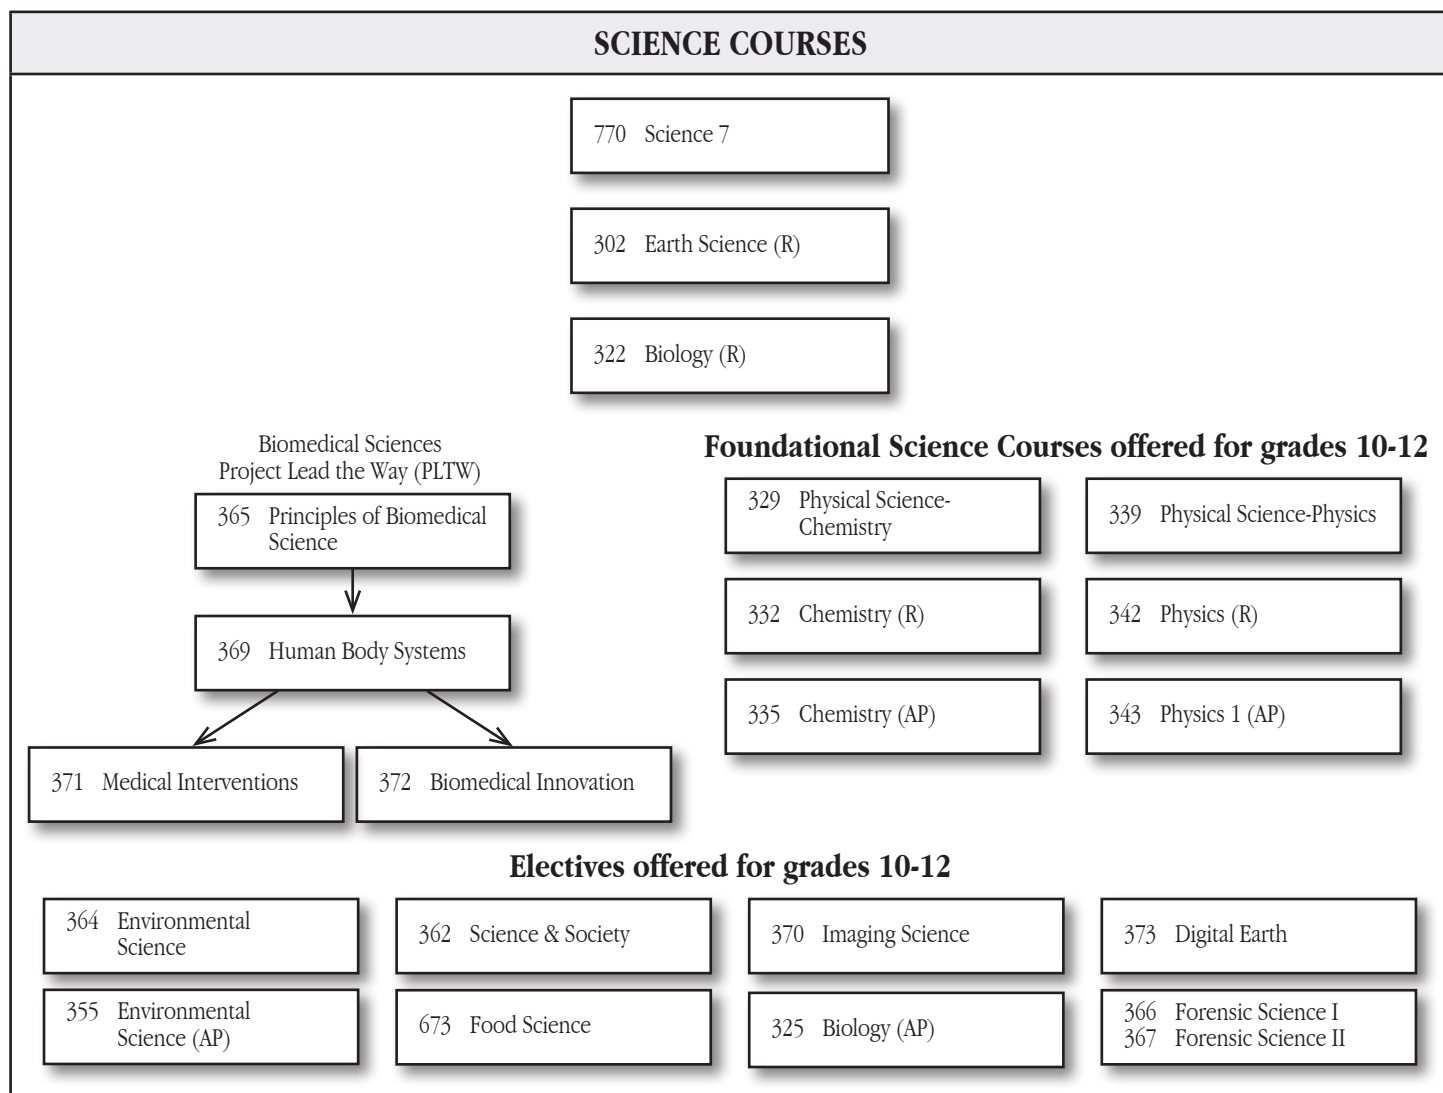 SCIENCE COURSES
770 Science 7
302 Earth Science (R)
322 Biology (R)
Biomedical Sciences
Project Lead the Way (PLTW)
365 Principles of Biomedical
Science
369 Human Body Systems
371 Medical Interventions
372 Biomedical Innovation
Foundational Science Courses offered for grades 10-12
329 Physical Science-
Chemistry
339 Physical Science-Physics
332 Chemistry (R)
342 Physics (R)
335 Chemistry (AP)
343 Physics 1 (AP)
Electives offered for grades 10-12
364 Environmental
Science
362 Science & Society
370 Imaging Science
373 Digital Earth
355 Environmental
Science (AP)
673 Food Science
325 Biology (AP)
366 Forensic Science I
367 Forensic Science II